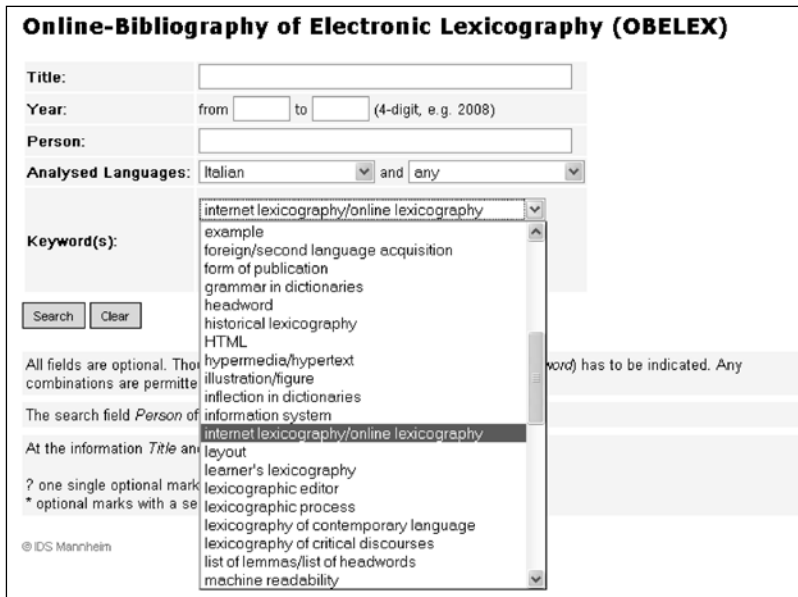 Online-Bibliography of Electronic Lexicography (OBELEX)
Title:
Year: from to (4-digit, e.g. 2008)
Person:
Analysed Languages: Italian and any
Keyword(s):
internet lexicography/online lexicography
example
foreign/second language acquisition
form of publication
grammar in dictionaries
headword
historical lexicography
HTML
hypermedia/hypertext
illustration/figure
inflection in dictionaries
information system
internet lexicography/online lexicography
layout
learner's lexicography
lexicographic editor
lexicographic process
lexicography of contemporary language
lexicography of critical discourses
list of lemmas/list of headwords
machine readability
Search Clear
All fields are optional. has to be indicated. Any
combinations are
The search field Person of
At the information Title
? one single optional mark
* optional marks with a
© IDS Mannheim